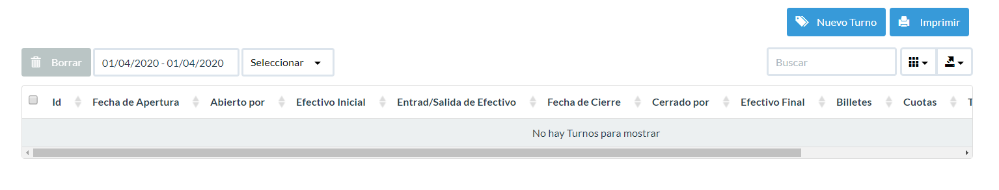 Nuevo Turno Imprimir
Borrar 01/04/2020 - 01/04/2020 Seleccionar Buscar
Id Fecha de Apertura Abierto por Efectivo Inicial Entrad/Salida de Efectivo Fecha de Cierre Cerrado por Efectivo Final Billetes Cuotas
No hay Turnos para mostrar